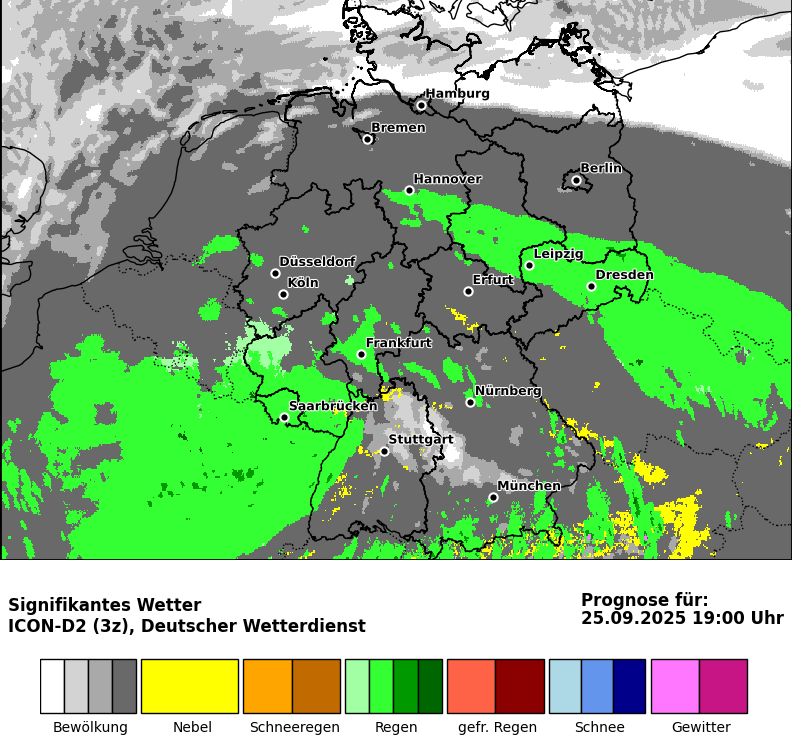 Hamburg
Bremen
Berlin
Hannover
Leipzig
Düsseldorf
Dresden
Erfurt
Köln
Frankfurt
Nürnberg
Saarbrücken
Stuttgart
München
Signifikantes Wetter
ICON-D2 (3z), Deutscher Wetterdienst
Prognose für:
25.09.2025 19:00 Uhr
Bewölkung
Nebel
Schneeregen
Regen
gefr. Regen
Schnee
Gewitter